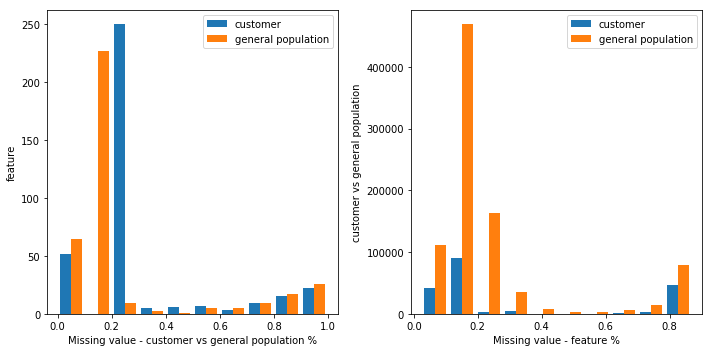 customer
general population
250
200
150
100
50
0
feature
0.0 0.2 0.4 0.6 0.8 1.0
Missing value - customer vs general population %
customer
general population
400000
300000
200000
100000
0
customer vs general population
0.0 0.2 0.4 0.6 0.8
Missing value - feature %